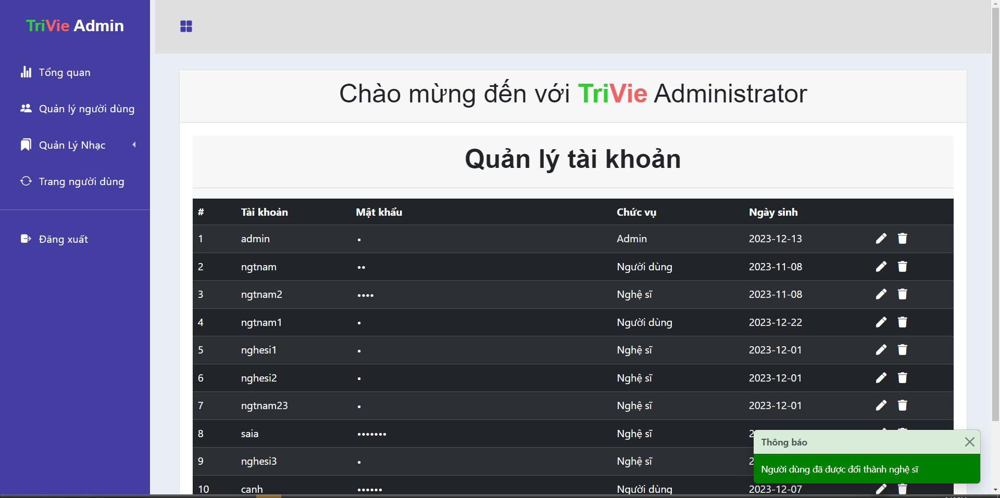 TriVie Admin
Tổng quan
Quản lý người dùng
Quản Lý Nhạc
Trang người dùng
Đăng xuất
Chào mừng đến với TriVie Administrator
Quản lý tài khoản
# Tài khoản Mật khẩu Chức vụ Ngày sinh
1 admin • Admin 2023-12-13
2 ngtnam •• Người dùng 2023-11-08
3 ngtnam2 •••• Nghệ sĩ 2023-11-08
4 ngtnam1 • Người dùng 2023-12-22
5 nghesi1 • Nghệ sĩ 2023-12-01
6 nghesi2 • Nghệ sĩ 2023-12-01
7 ngtnam23 • Nghệ sĩ 2023-12-01
8 saia ••••••• Nghệ sĩ
9 nghesi3 • Nghệ sĩ
10 canh •••••• Người dùng 2023-12-07
Thông báo
Người dùng đã được đổi thành nghệ sĩ